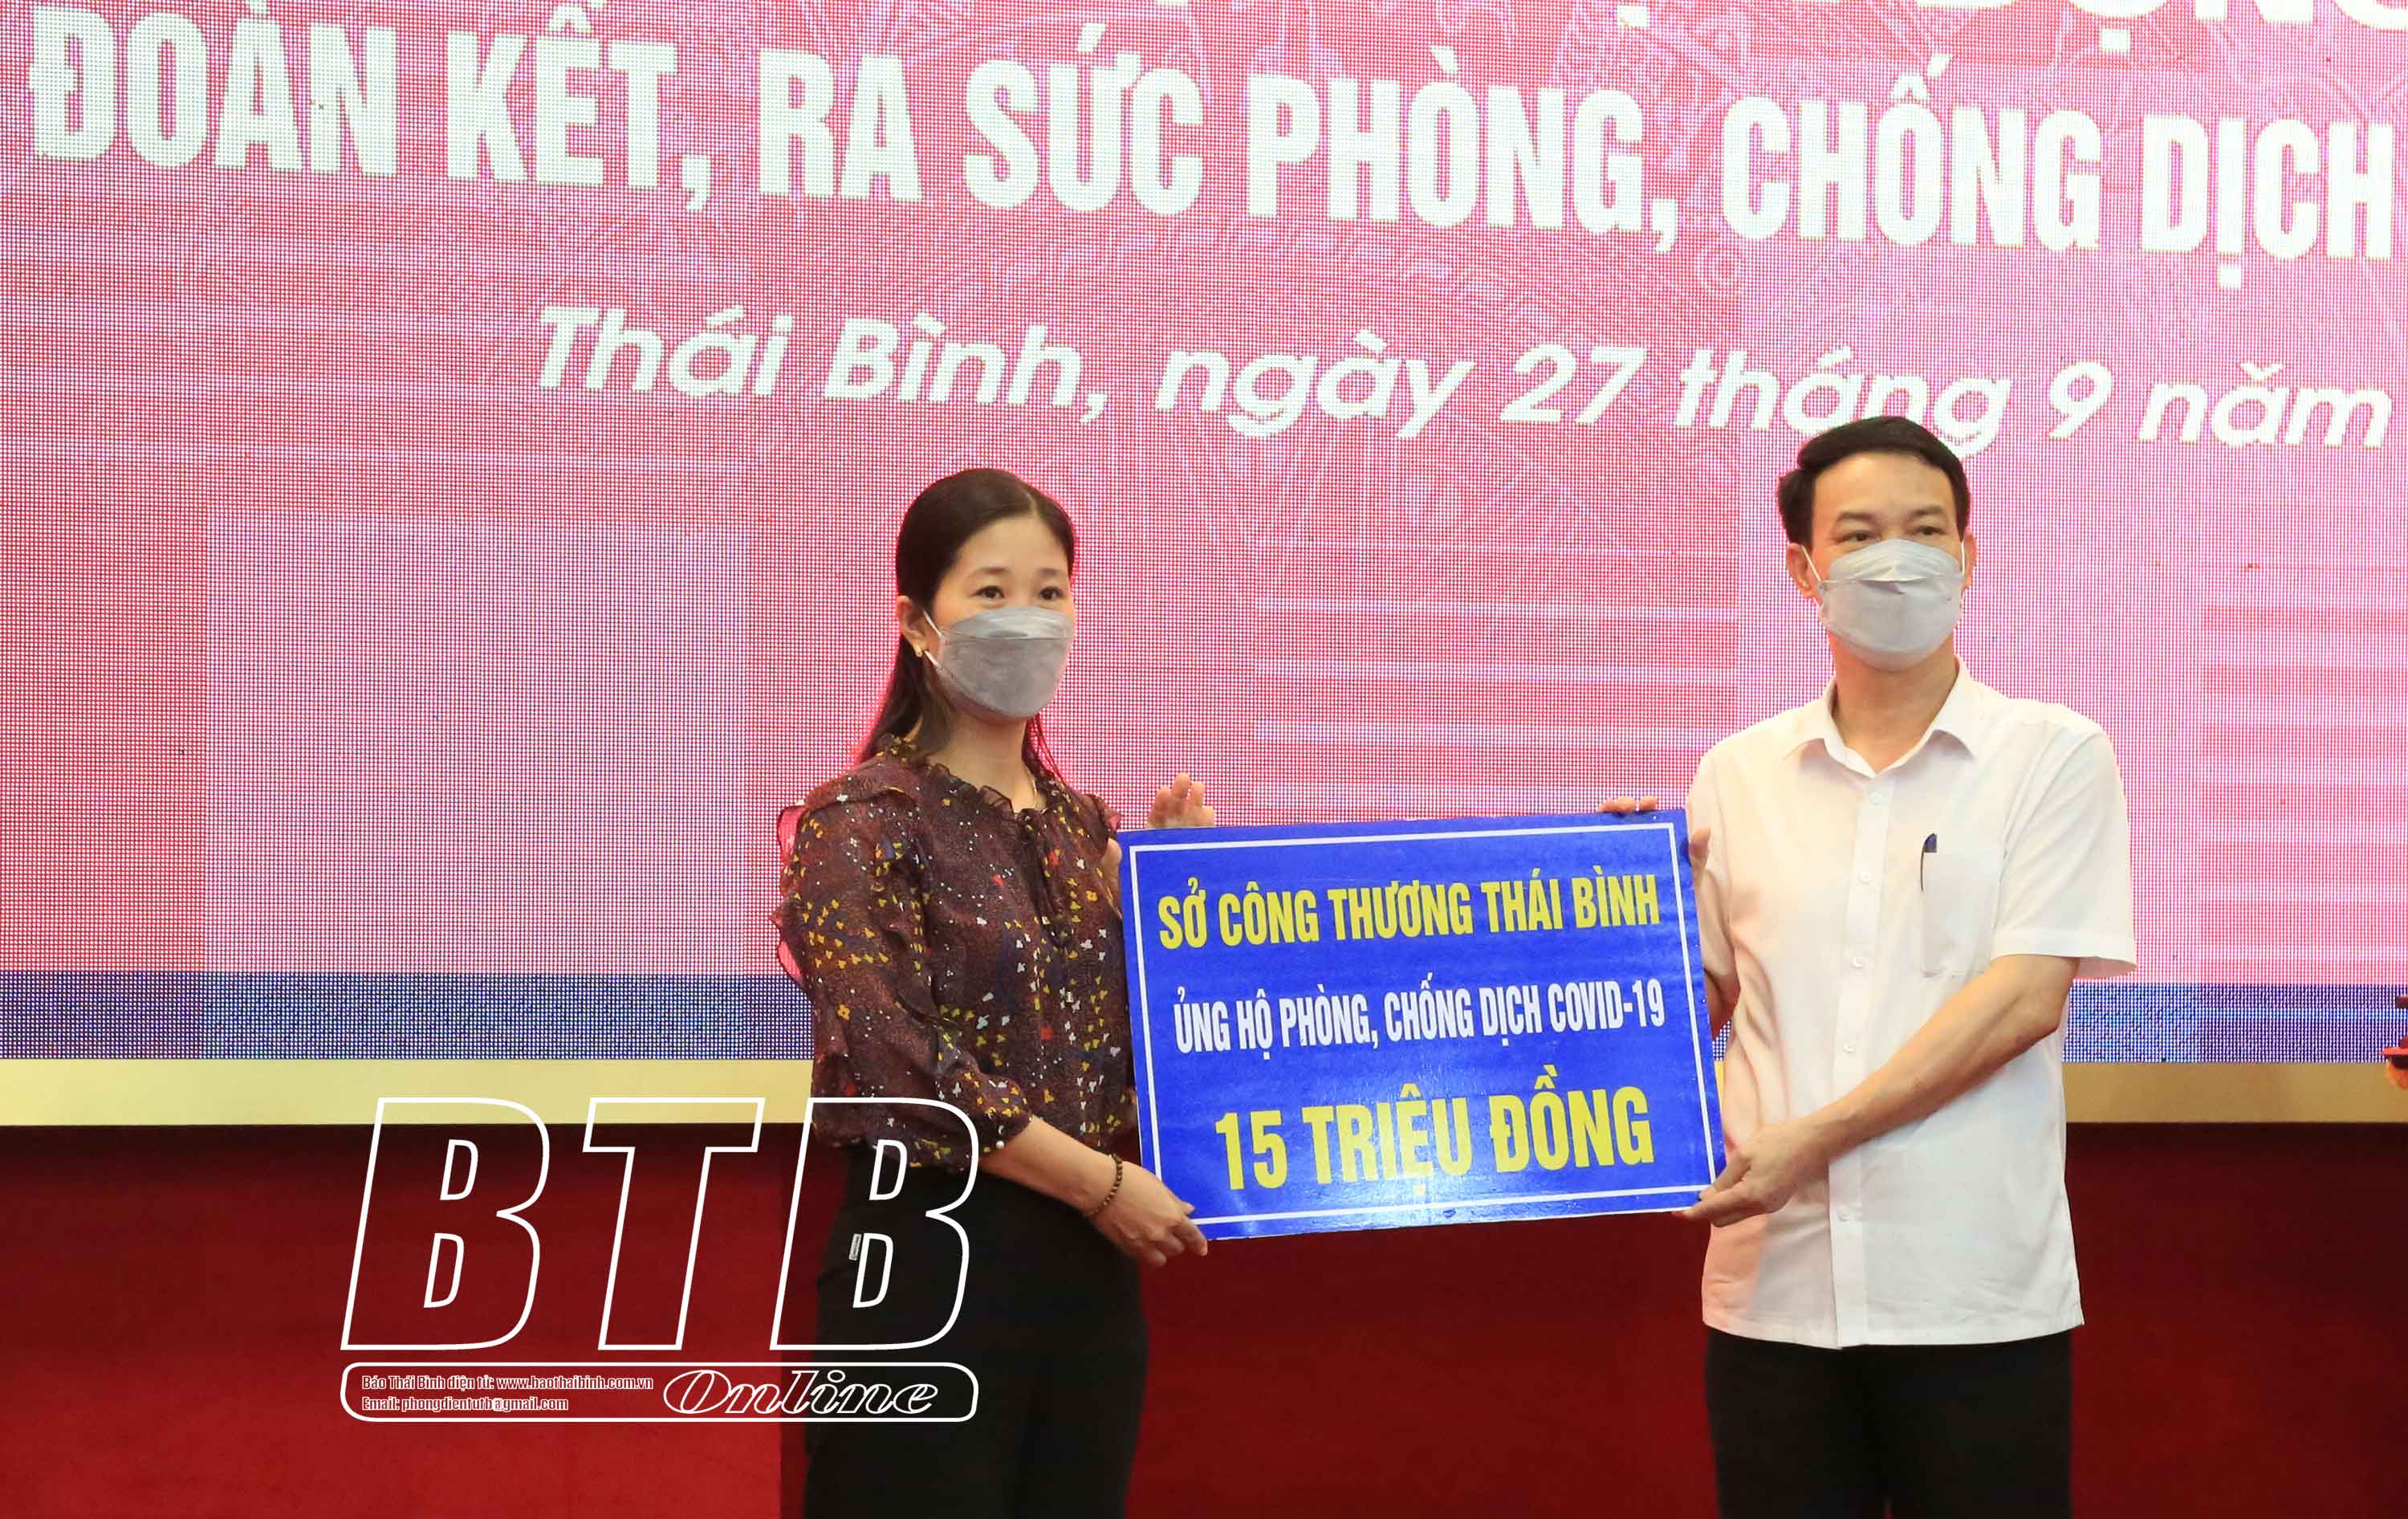 ĐOÀN KẾT, RA SỨC PHÒNG, CHỐNG DỊCH
Thái Bình, ngày 27 tháng 9 năm
SỞ CÔNG THƯƠNG THÁI BÌNH
ỦNG HỘ PHÒNG, CHỐNG DỊCH COVID-19
15 TRIỆU ĐỒNG
BTB
Báo Thái Bình điện tử: www.baothaibinh.com.vn
Email: phongdientutb@gmail.com
Online